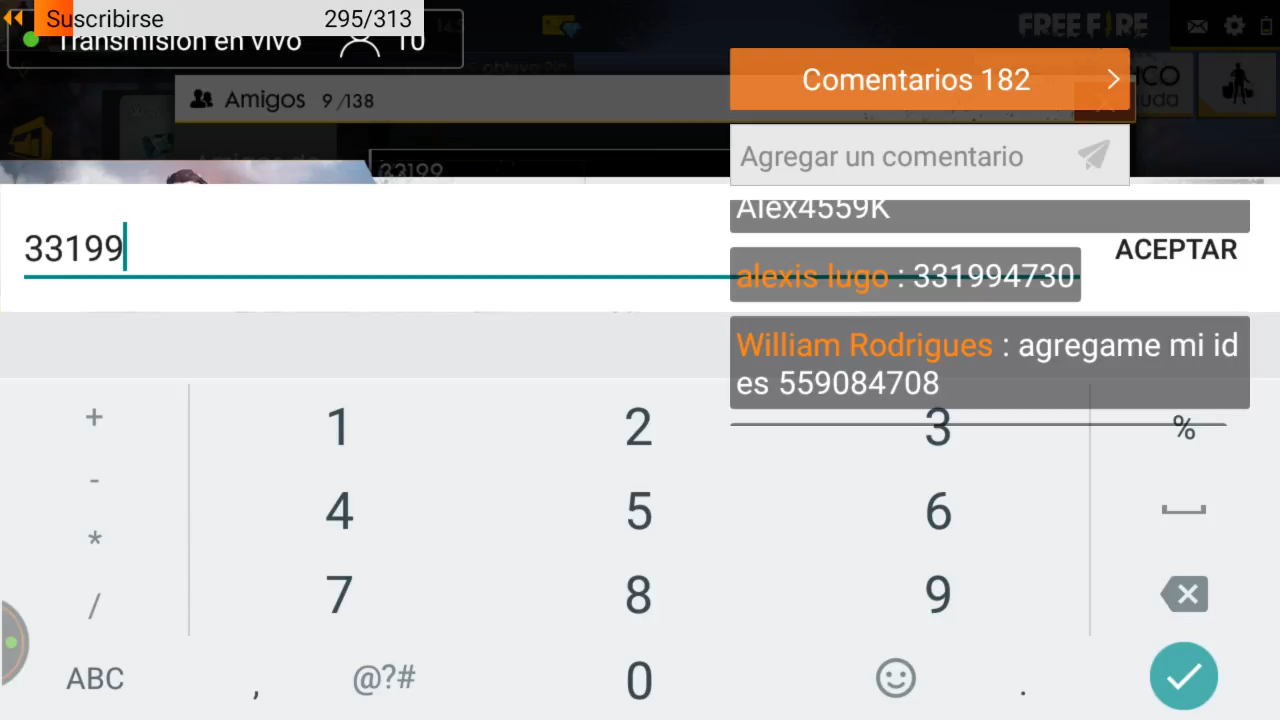 Suscribirse 295/313
Transmisión en vivo 10
FREE FIRE
Amigos 9/138
Comentarios 182
33199
Agregar un comentario
Alex4559K
33199
ACEPTAR
alexis lugo : 331994730
William Rodrigues : agregame mi id
es 559084708
+ 1 2 3 %
-
4 5 6
*
7 8 9
/
ABC , @?# 0 .